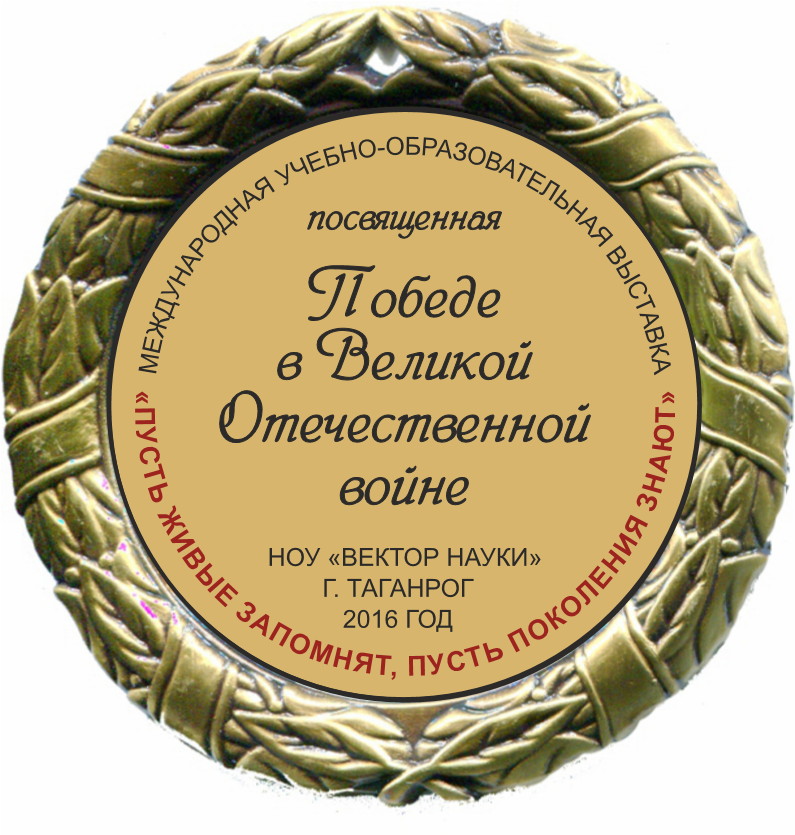 МЕЖДУНАРОДНАЯ УЧЕБНО-ОБРАЗОВАТЕЛЬНАЯ ВЫСТАВКА
посвященная
Победе
в Великой
Отечественной
войне
НОУ «ВЕКТОР НАУКИ»
Г. ТАГАНРОГ
2016 ГОД
«ПУСТЬ ЖИВЫЕ ЗАПОМНЯТ, ПУСТЬ ПОКОЛЕНИЯ ЗНАЮТ»